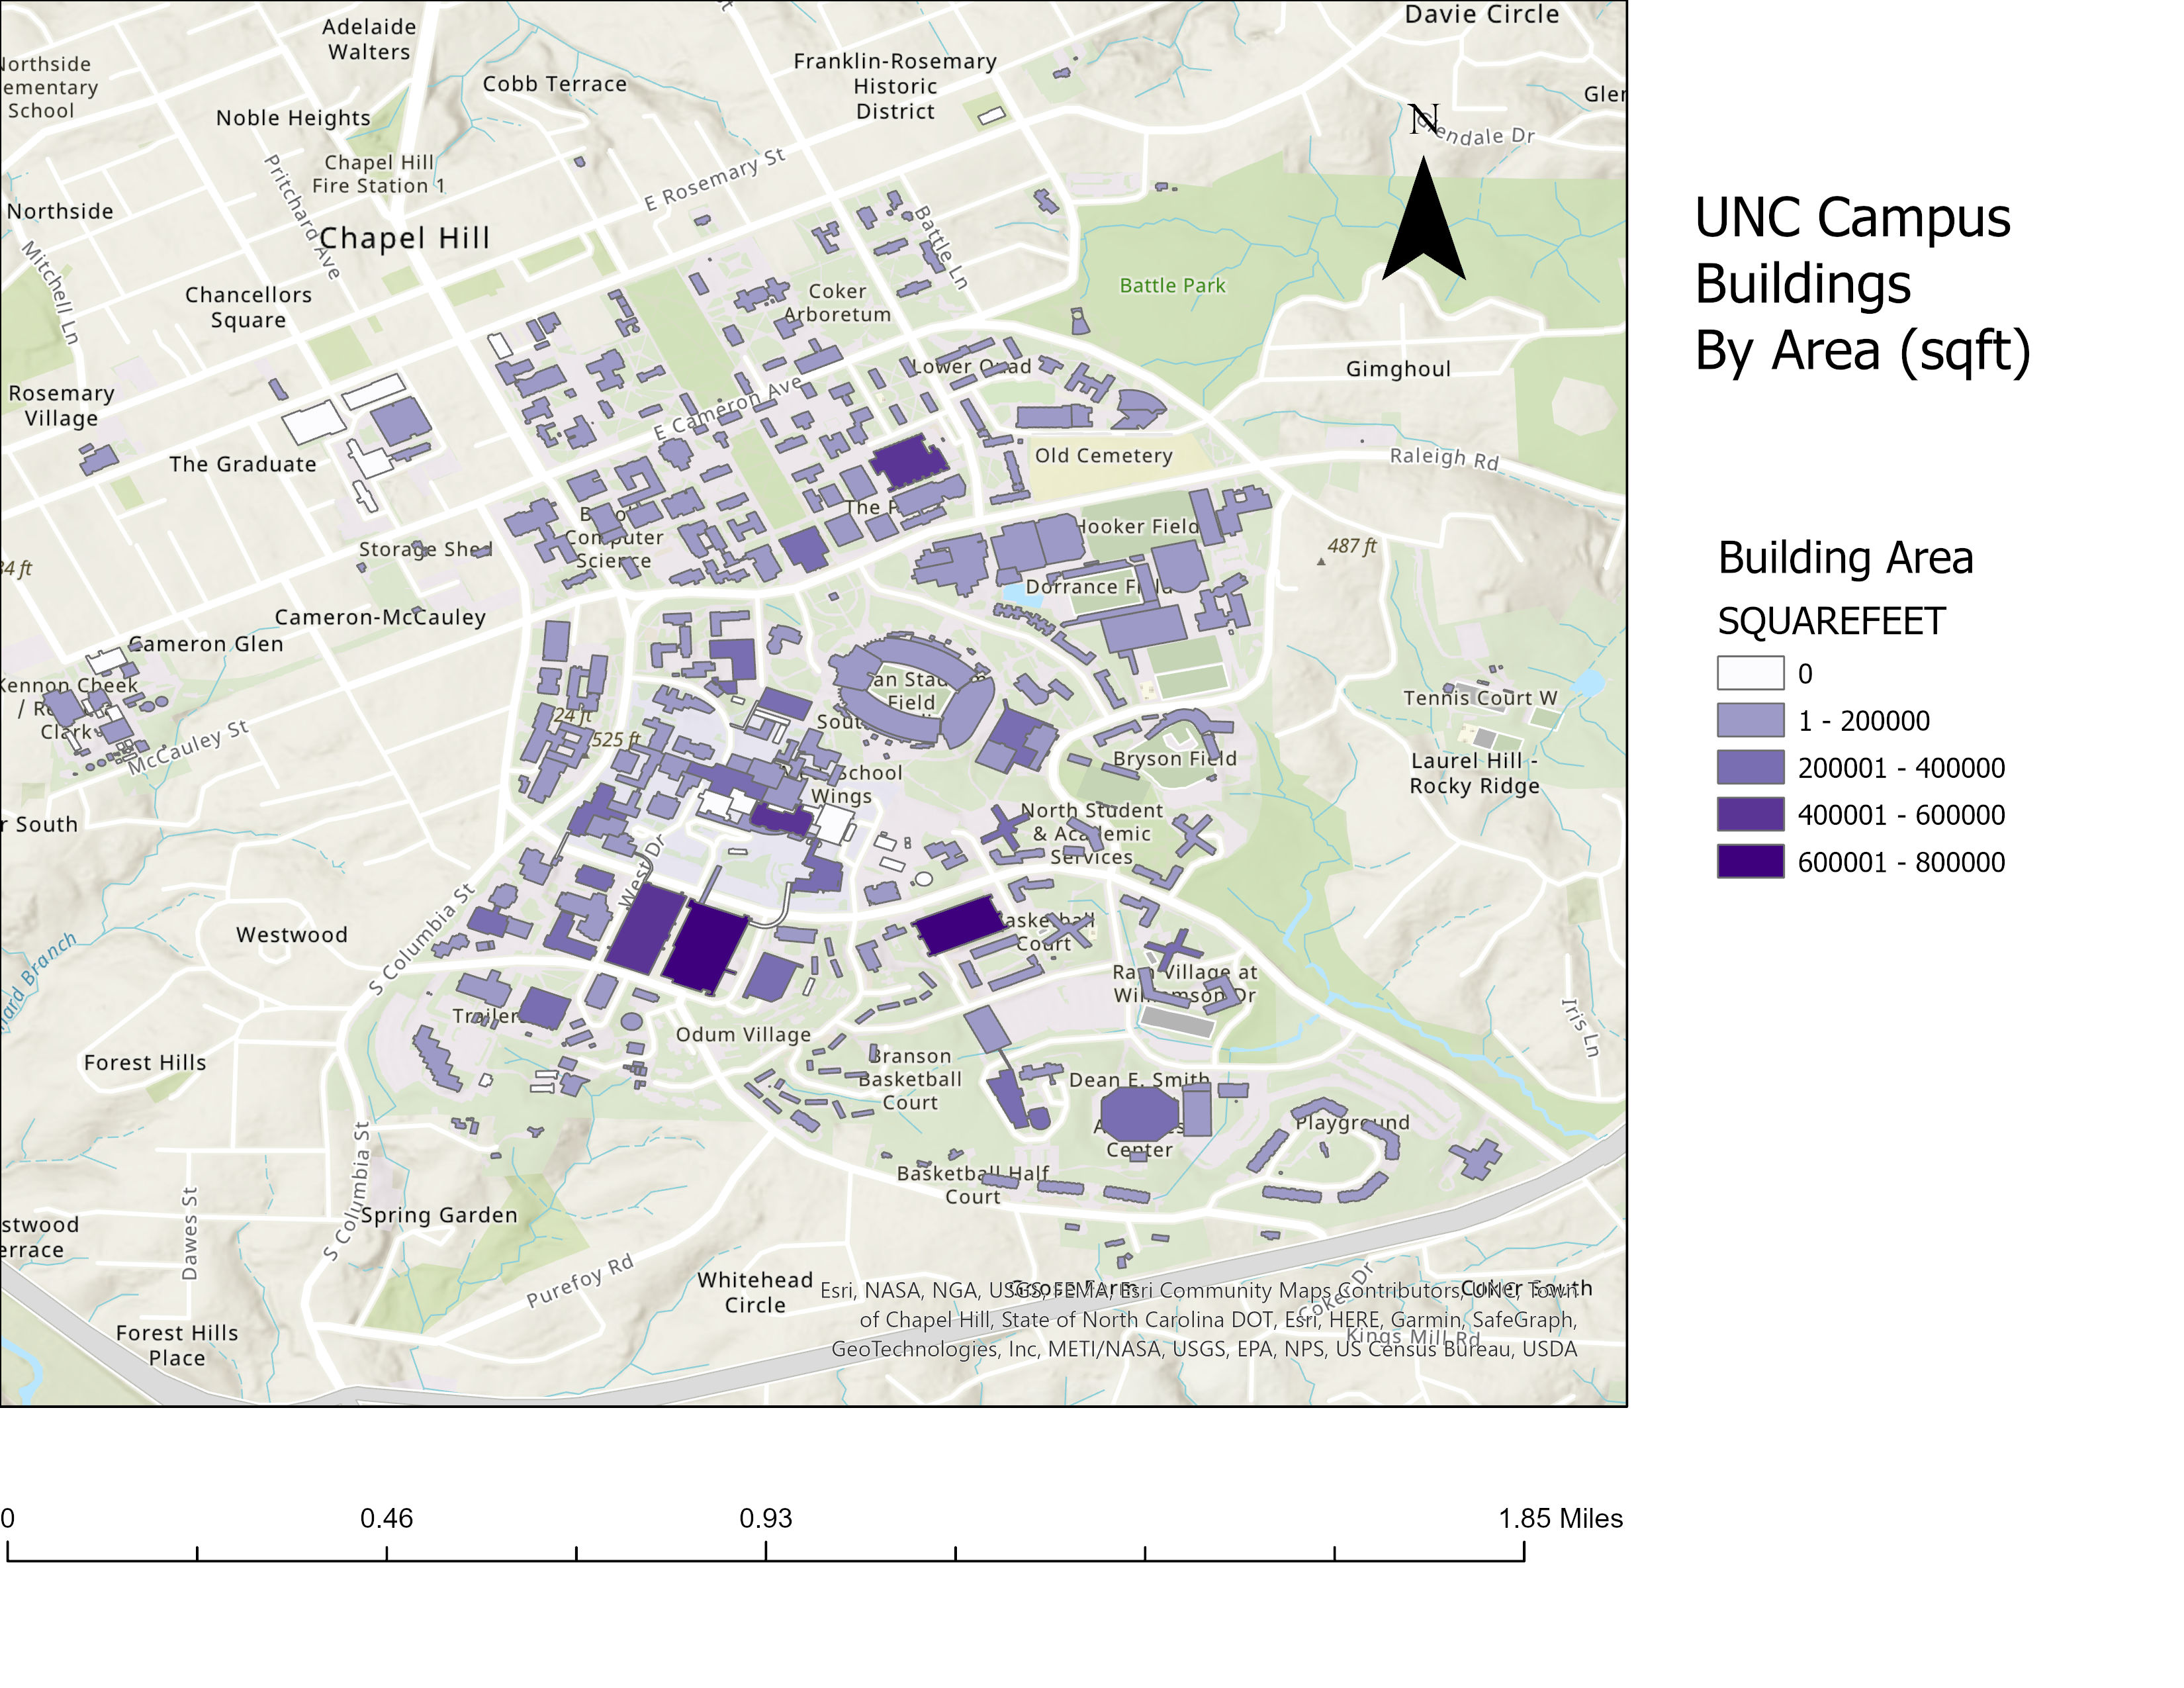 Davie Circle
Adelaide
Walters
Northside
ementary
School
Cobb Terrace
Franklin-Rosemary
Historic
District
Noble Heights
Pritchard Ave
Chapel Hill
Fire Station 1
E Rosemary St
N
Glendale Dr
Northside
Mitchell Ln
Chapel Hill
Battle Ln
UNC Campus
Buildings
By Area (sqft)
Chancellors
Square
Coker
Arboretum
Battle Park
Rosemary
Village
Lower Quad
Gimghoul
E Cameron Ave
The Graduate
Old Cemetery
Raleigh Rd
Storage Shed
Computer
Science
Hooker Field
487 ft
Dorrance Field
Building Area
SQUAREFEET
0
1 - 200000
200001 - 400000
400001 - 600000
600001 - 800000
Cameron-McCauley
Cameron Glen
Kennon Cheek
Clark
McCauley St
24 ft
525 ft
Field
Tennis Court W
Bryson Field
Laurel Hill -
Rocky Ridge
School
Wings
North Student
& Academic
Services
r South
West Dr
S Columbia St
Westwood
Basketball
Court
Ram Village at
Williamson Dr
Trailer
Odum Village
Iris Ln
Forest Hills
Branson
Basketball
Court
Dean E. Smith
Center
Playground
Basketball Half
Court
S Columbia St
Dawes St
Spring Garden
stwood
errace
Purefoy Rd
Whitehead
Circle
Coker Dr
Coker South
Kings Mill Rd
Esri, NASA, NGA, USGS, FEMA, Esri Community Maps Contributors, UNC, Town
of Chapel Hill, State of North Carolina DOT, Esri, HERE, Garmin, SafeGraph,
GeoTechnologies, Inc, METI/NASA, USGS, EPA, NPS, US Census Bureau, USDA
Forest Hills
Place
0 0.46 0.93 1.85 Miles